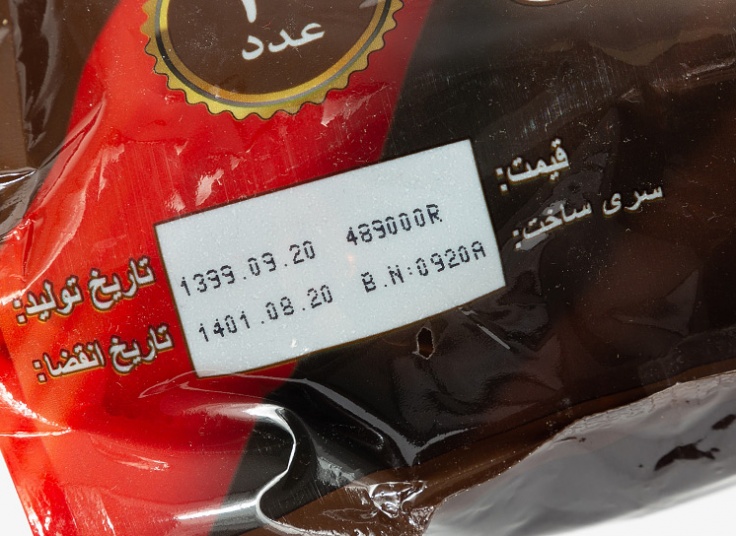 عدد
قیمت: 489000R 1399.09.20 تاریخ تولید:
سری ساخت: B.N:0920A 1401.08.20 تاریخ انقضا: